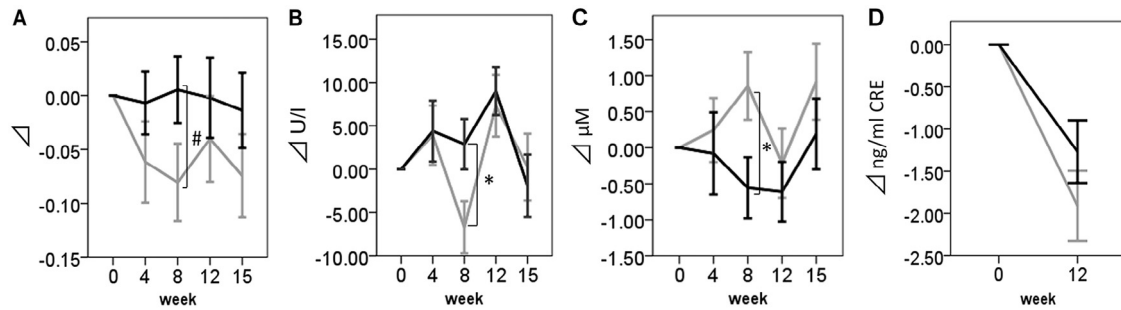 A
0.05
0.00
-0.05
-0.10
-0.15
⊿
#
0 4 8 12 15
week
B
15.00
10.00
5.00
0.00
-5.00
-10.00
⊿ U/l
*
0 4 8 12 15
week
C
1.50
1.00
0.50
0.00
-0.50
-1.00
-1.50
⊿ µM
*
0 4 8 12 15
week
D
0.00
-0.50
-1.00
-1.50
-2.00
-2.50
⊿ ng/ml CRE
0 12
week